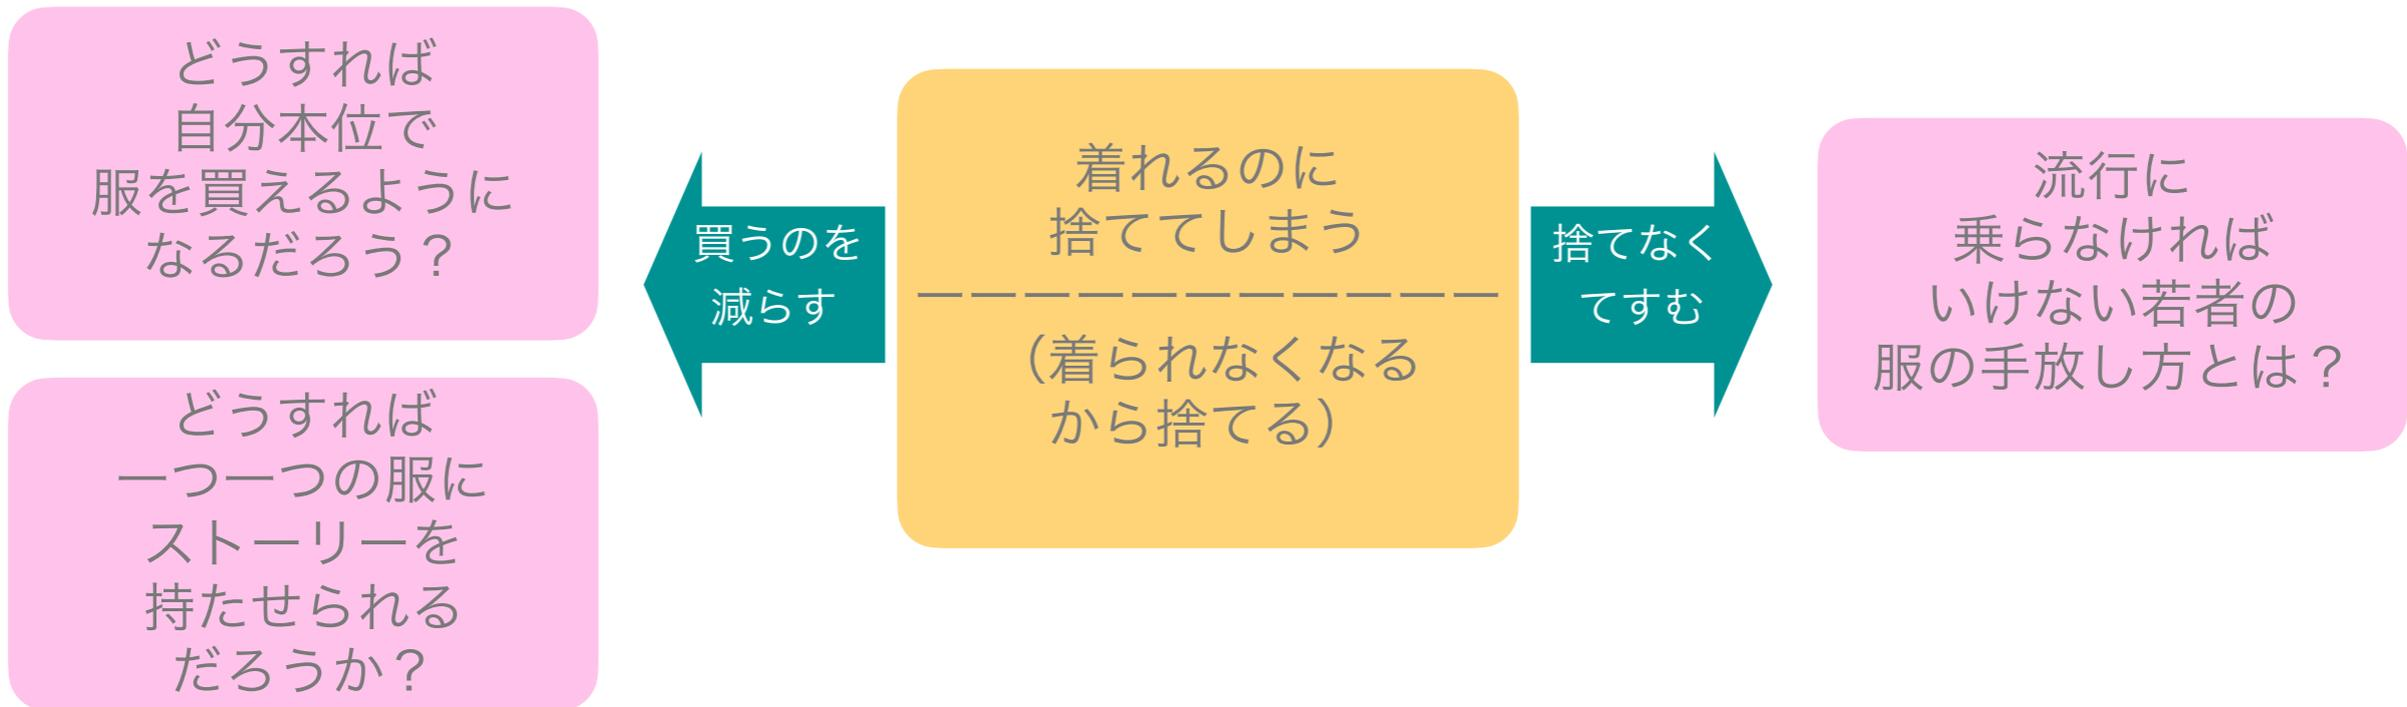 どうすれば
自分本位で
服を買えるように
なるだろう？
どうすれば
一つ一つの服に
ストーリーを
持たせられる
だろうか？
買うのを
減らす
着れるのに
捨ててしまう
ーーーーーーーーーーー
（着られなくなる
から捨てる）
捨てなく
てすむ
流行に
乗らなければ
いけない若者の
服の手放し方とは？